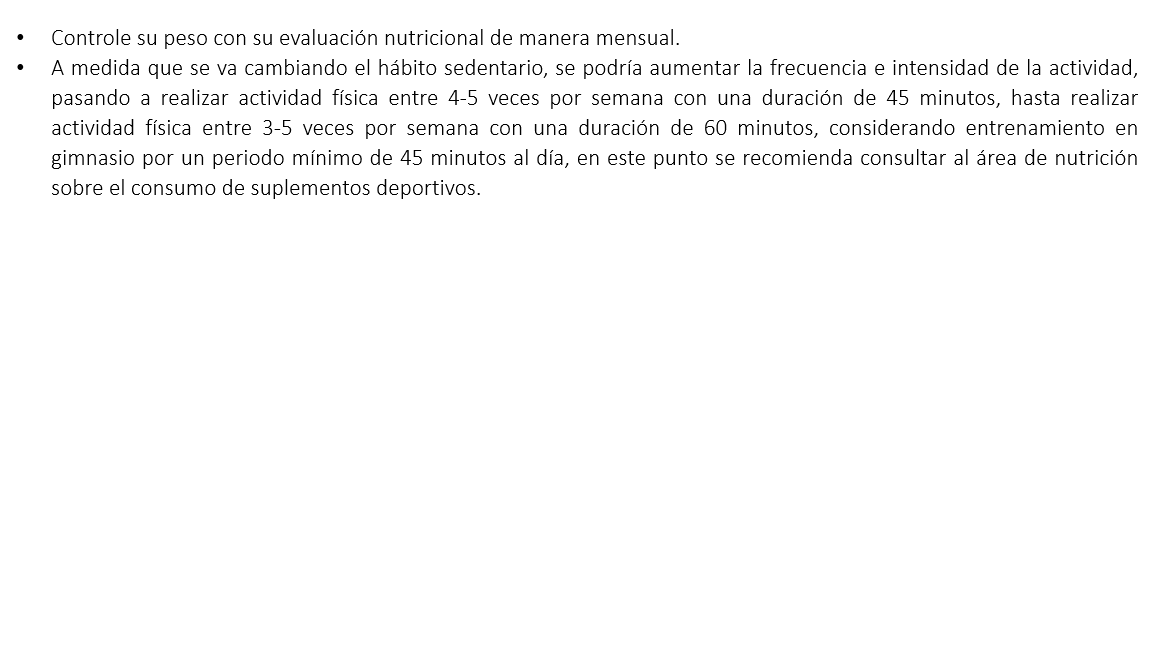 • Controle su peso con su evaluación nutricional de manera mensual.
• A medida que se va cambiando el hábito sedentario, se podría aumentar la frecuencia e intensidad de la actividad,
pasando a realizar actividad física entre 4-5 veces por semana con una duración de 45 minutos, hasta realizar
actividad física entre 3-5 veces por semana con una duración de 60 minutos, considerando entrenamiento en
gimnasio por un periodo mínimo de 45 minutos al día, en este punto se recomienda consultar al área de nutrición
sobre el consumo de suplementos deportivos.